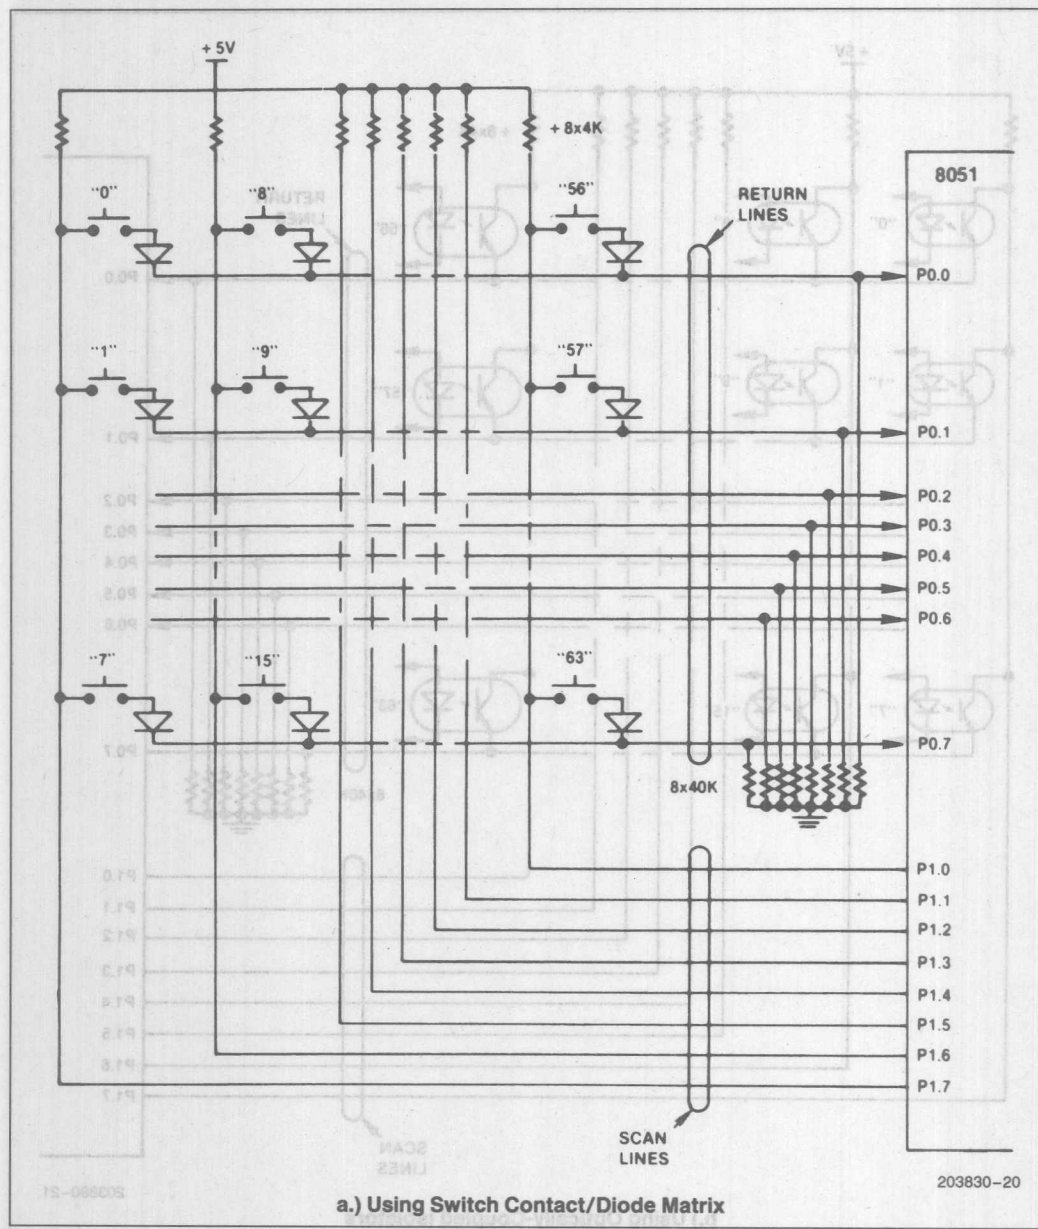 + 5V
+ 8x4K
8051
"0"
"8"
"56"
RETURN
LINES
P0.0
"1"
"9"
"57"
P0.1
P0.2
P0.3
P0.4
P0.5
P0.6
"7"
"15"
"63"
P0.7
8x40K
P1.0
P1.1
P1.2
P1.3
P1.4
P1.5
P1.6
P1.7
SCAN
LINES
203830-20
a.) Using Switch Contact/Diode Matrix